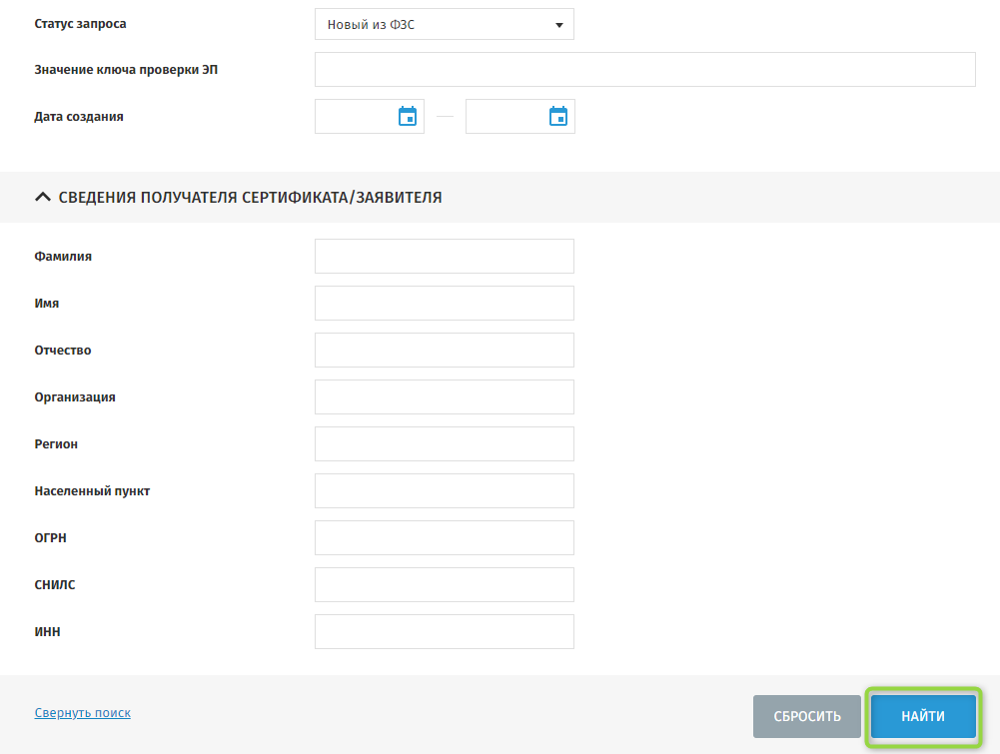 Статус запроса
Новый из ФЗС
Значение ключа проверки ЭП
Дата создания
СВЕДЕНИЯ ПОЛУЧАТЕЛЯ СЕРТИФИКАТА/ЗАЯВИТЕЛЯ
Фамилия
Имя
Отчество
Организация
Регион
Населенный пункт
ОГРН
СНИЛС
ИНН
Свернуть поиск
СБРОСИТЬ
НАЙТИ